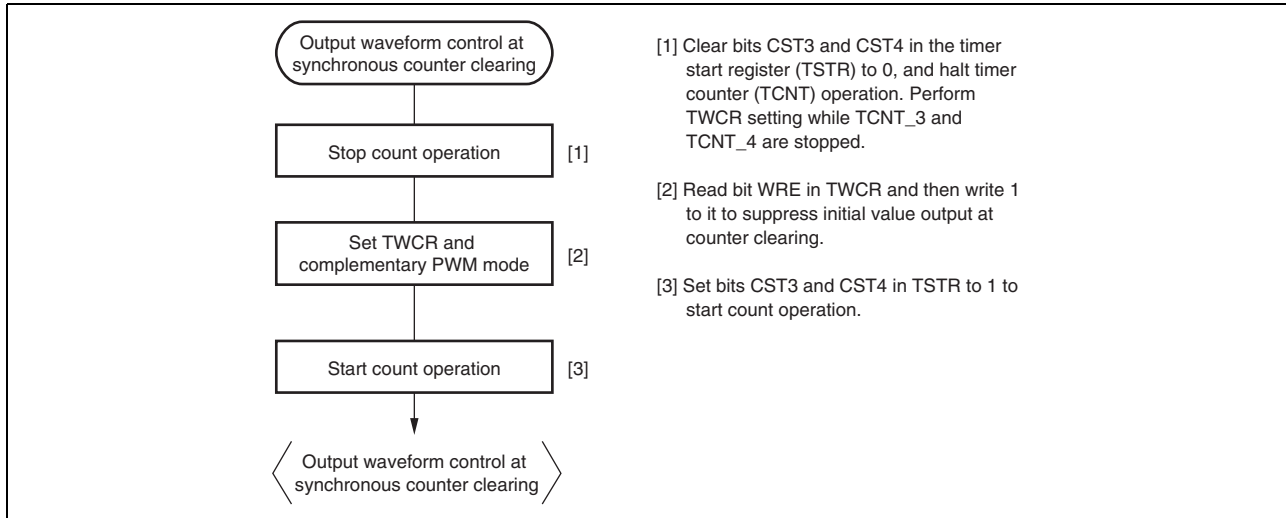 Output waveform control at
synchronous counter clearing
Stop count operation
[1]
Set TWCR and
complementary PWM mode
[2]
Start count operation
[3]
Output waveform control at
synchronous counter clearing
[1] Clear bits CST3 and CST4 in the timer
start register (TSTR) to 0, and halt timer
counter (TCNT) operation. Perform
TWCR setting while TCNT_3 and
TCNT_4 are stopped.
[2] Read bit WRE in TWCR and then write 1
to it to suppress initial value output at
counter clearing.
[3] Set bits CST3 and CST4 in TSTR to 1 to
start count operation.